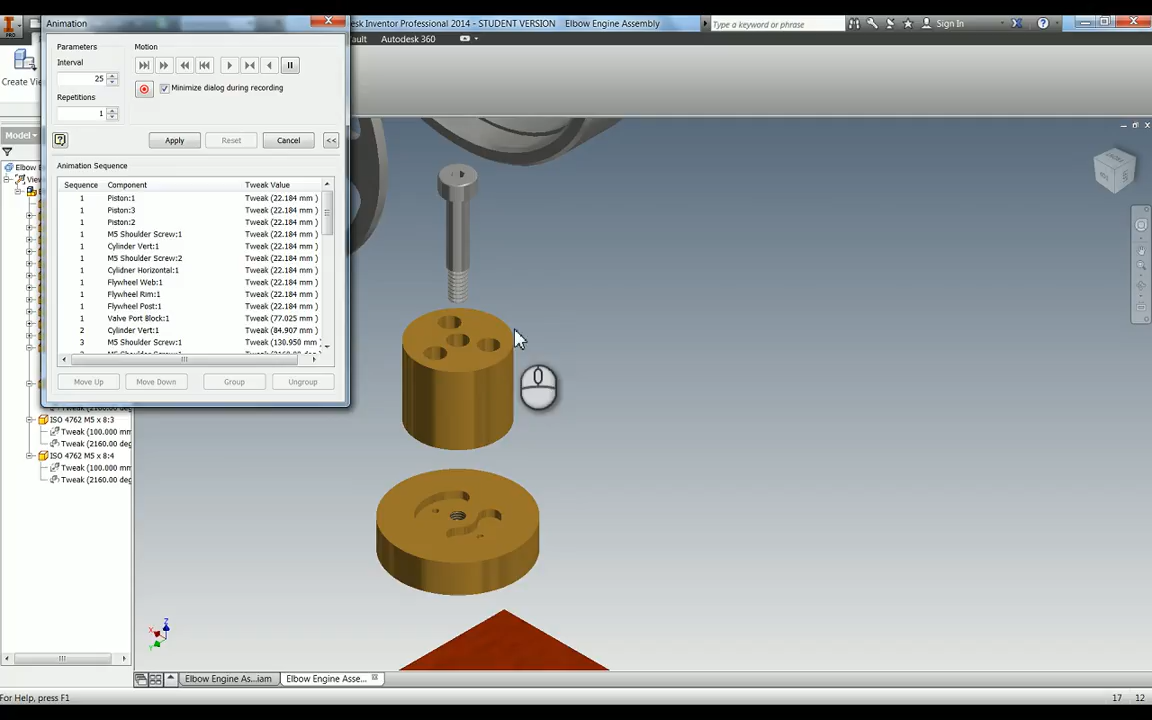 Animation
desk Inventor Professional 2014 - STUDENT VERSION Elbow Engine Assembly
Type a keyword or phrase
Sign In
PRO
ault Autodesk 360
Create Vie
Parameters
Motion
Interval
25
Minimize dialog during recording
Repetitions
1
Apply Reset Cancel <<
Animation Sequence
Sequence Component Tweak Value
1 Piston:1 Tweak (22.184 mm )
1 Piston:3 Tweak (22.184 mm )
1 Piston:2 Tweak (22.184 mm )
1 M5 Shoulder Screw:1 Tweak (22.184 mm )
1 Cylinder Vert:1 Tweak (22.184 mm )
1 M5 Shoulder Screw:2 Tweak (22.184 mm )
1 Cylidner Horizontal:1 Tweak (22.184 mm )
1 Flywheel Web:1 Tweak (22.184 mm )
1 Flywheel Rim:1 Tweak (22.184 mm )
1 Flywheel Post:1 Tweak (22.184 mm )
1 Valve Port Block:1 Tweak (77.025 mm )
2 Cylinder Vert:1 Tweak (84.907 mm )
3 M5 Shoulder Screw:1 Tweak (130.950 mm )
Move Up Move Down Group Ungroup
Model
Elbow E
View
ISO 4762 M5 x 8:3
Tweak (100.000 mm
Tweak (2160.00 deg
ISO 4762 M5 x 8:4
Tweak (100.000 mm
Tweak (2160.00 deg
Z
X
Y
Elbow Engine As...iam
Elbow Engine Asse...
For Help, press F1
17 12